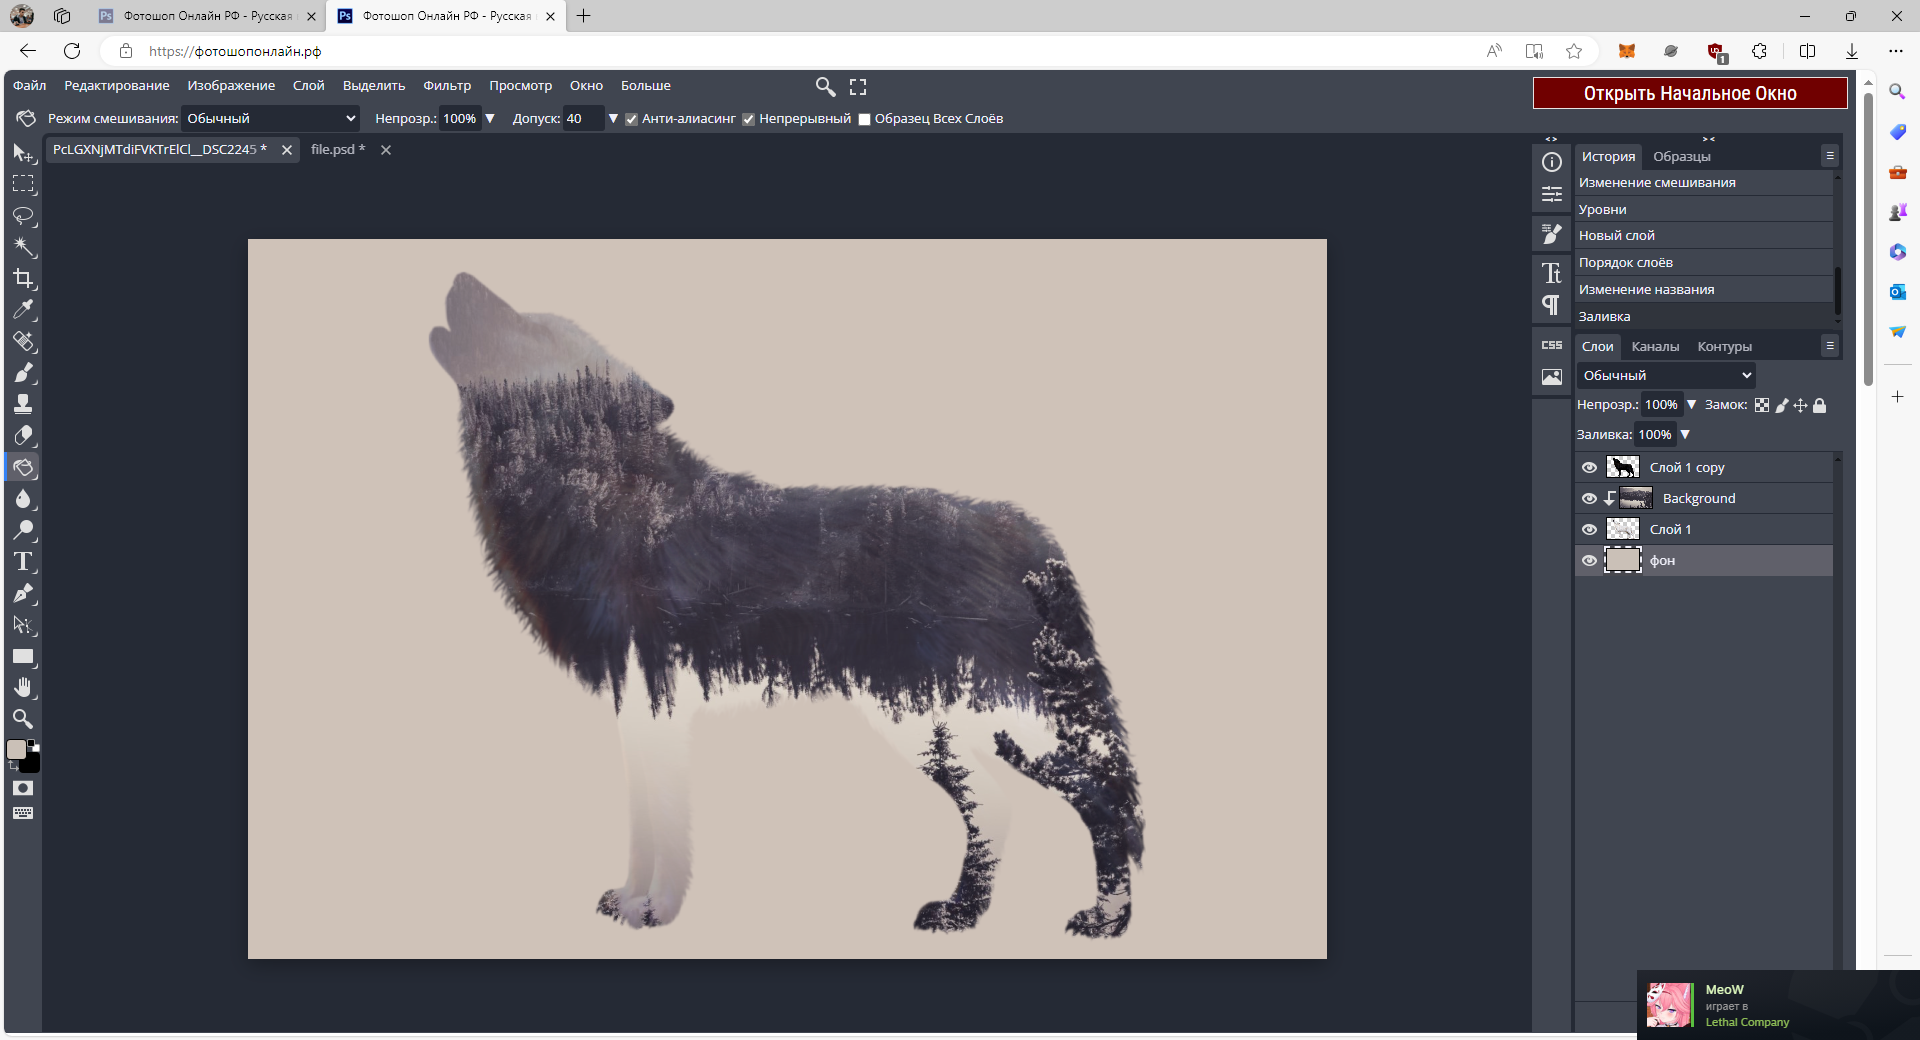 Фотошоп Онлайн РФ - Русская
Фотошоп Онлайн РФ - Русская
https://фотошопонлайн.рф
1
Файл Редактирование Изображение Слой Выделить Фильтр Просмотр Окно Больше
Открыть Начальное Окно
Режим смешивания: Обычный Непрозр.: 100% Допуск: 40 Анти-алиасинг Непрерывный Образец Всех Слоёв
PcLGXNjMTdiFVKTrElCl__DSC2245 *
file.psd *
История Образцы
Изменение смешивания
Уровни
Новый слой
Порядок слоёв
Изменение названия
Заливка
CSS
Слои Каналы Контуры
Обычный
Непрозр.: 100% Замок:
Заливка: 100%
Слой 1 copy
Background
Слой 1
фон
MeoW
играет в
Lethal Company